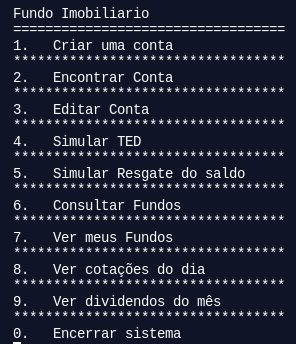 Fundo Imobiliario
==================================
1.   Criar uma conta
**********************************
2.   Encontrar Conta
**********************************
3.   Editar Conta
**********************************
4.   Simular TED
**********************************
5.   Simular Resgate do saldo
**********************************
6.   Consultar Fundos
**********************************
7.   Ver meus Fundos
**********************************
8.   Ver cotações do dia
**********************************
9.   Ver dividendos do mês
**********************************
0.   Encerrar sistema